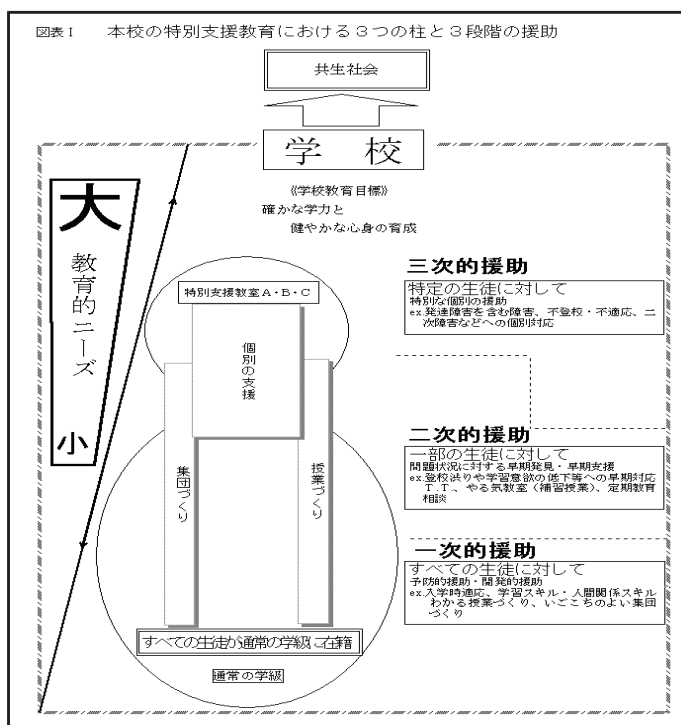 図表Ⅰ 本校の特別支援教育における３つの柱と３段階の援助
共生社会
学 校
《学校教育目標》
確かな学力と
健やかな心身の育成
大
教育的ニーズ
小
特別支援教室Ａ・Ｂ・Ｃ
個別の支援
集団づくり
授業づくり
すべての生徒が通常の学級に在籍
通常の学級
三次的援助
特定の生徒に対して
特別な個別の援助
ex.発達障害を含む障害、不登校・不適応、二
次障害などへの個別対応
二次的援助
一部の生徒に対して
問題状況に対する早期発見・早期支援
ex.登校渋りや学習意欲の低下等への早期対応
Ｔ.Ｔ.、やる気教室（補習授業）、定期教育
相談
一次的援助
すべての生徒に対して
予防的援助・開発的援助
ex.入学時適応、学習スキル・人間関係スキル
わかる授業づくり、いごこちのよい集団
づくり